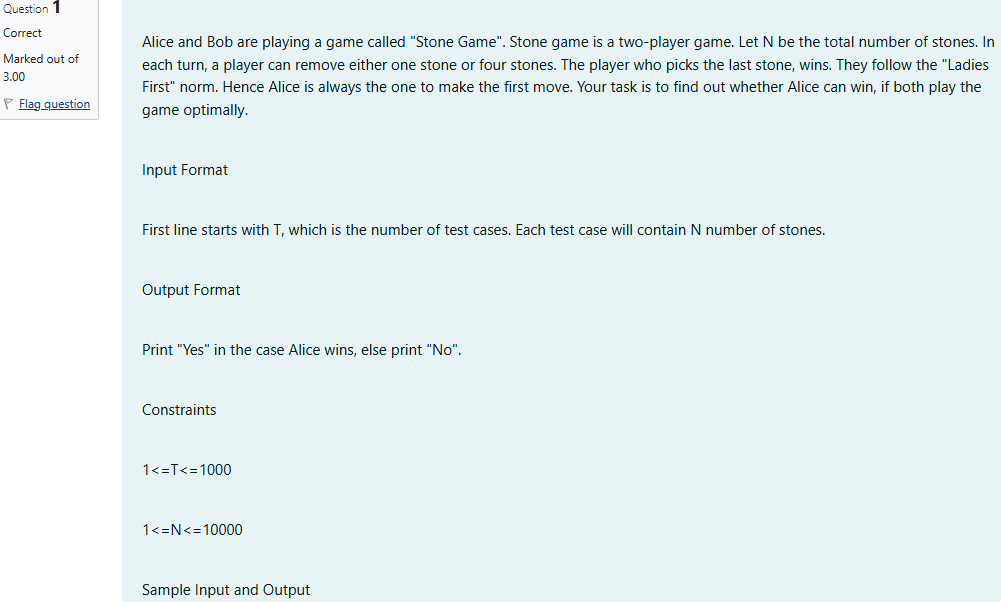 Question 1
Correct
Marked out of
3.00
Flag question
Alice and Bob are playing a game called "Stone Game". Stone game is a two-player game. Let N be the total number of stones. In
each turn, a player can remove either one stone or four stones. The player who picks the last stone, wins. They follow the "Ladies
First" norm. Hence Alice is always the one to make the first move. Your task is to find out whether Alice can win, if both play the
game optimally.
Input Format
First line starts with T, which is the number of test cases. Each test case will contain N number of stones.
Output Format
Print "Yes" in the case Alice wins, else print "No".
Constraints
1<=T<=1000
1<=N<=10000
Sample Input and Output